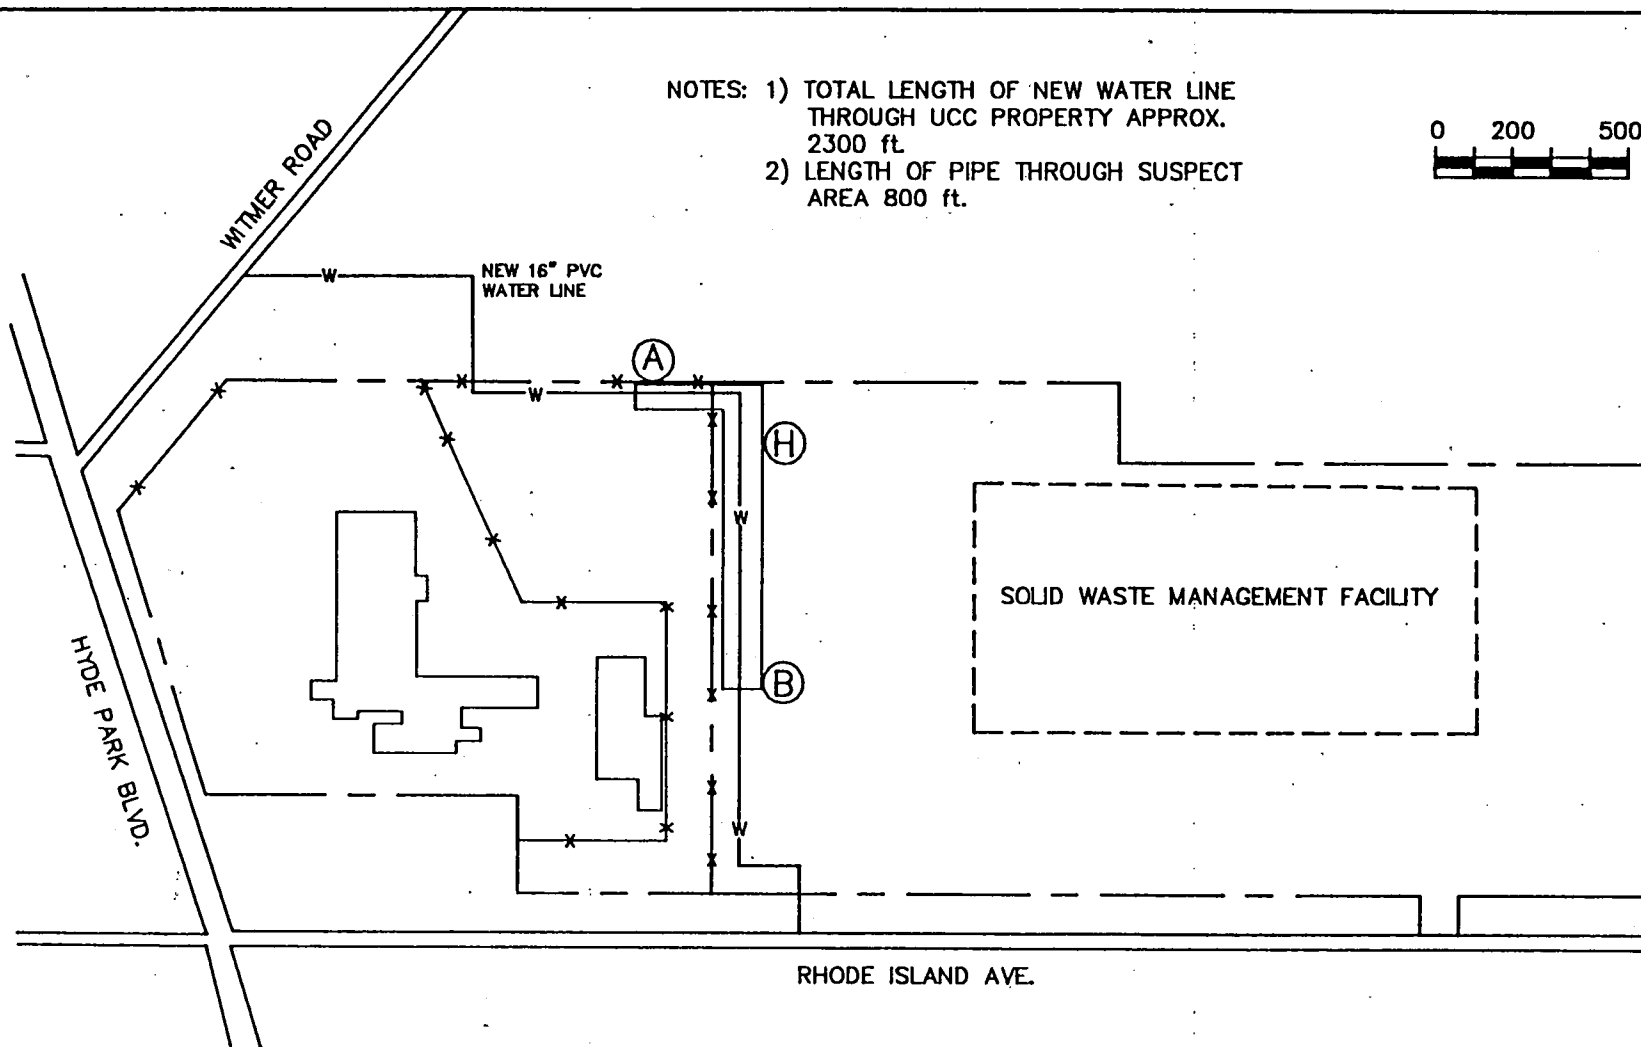 NOTES: 1) TOTAL LENGTH OF NEW WATER LINE
THROUGH UCC PROPERTY APPROX.
2300 ft.
2) LENGTH OF PIPE THROUGH SUSPECT
AREA 800 ft.
0 200 500
WITMER ROAD
NEW 16" PVC
WATER LINE
W
A
W
H
W
SOLID WASTE MANAGEMENT FACILITY
B
HYDE PARK BLVD.
W
RHODE ISLAND AVE.